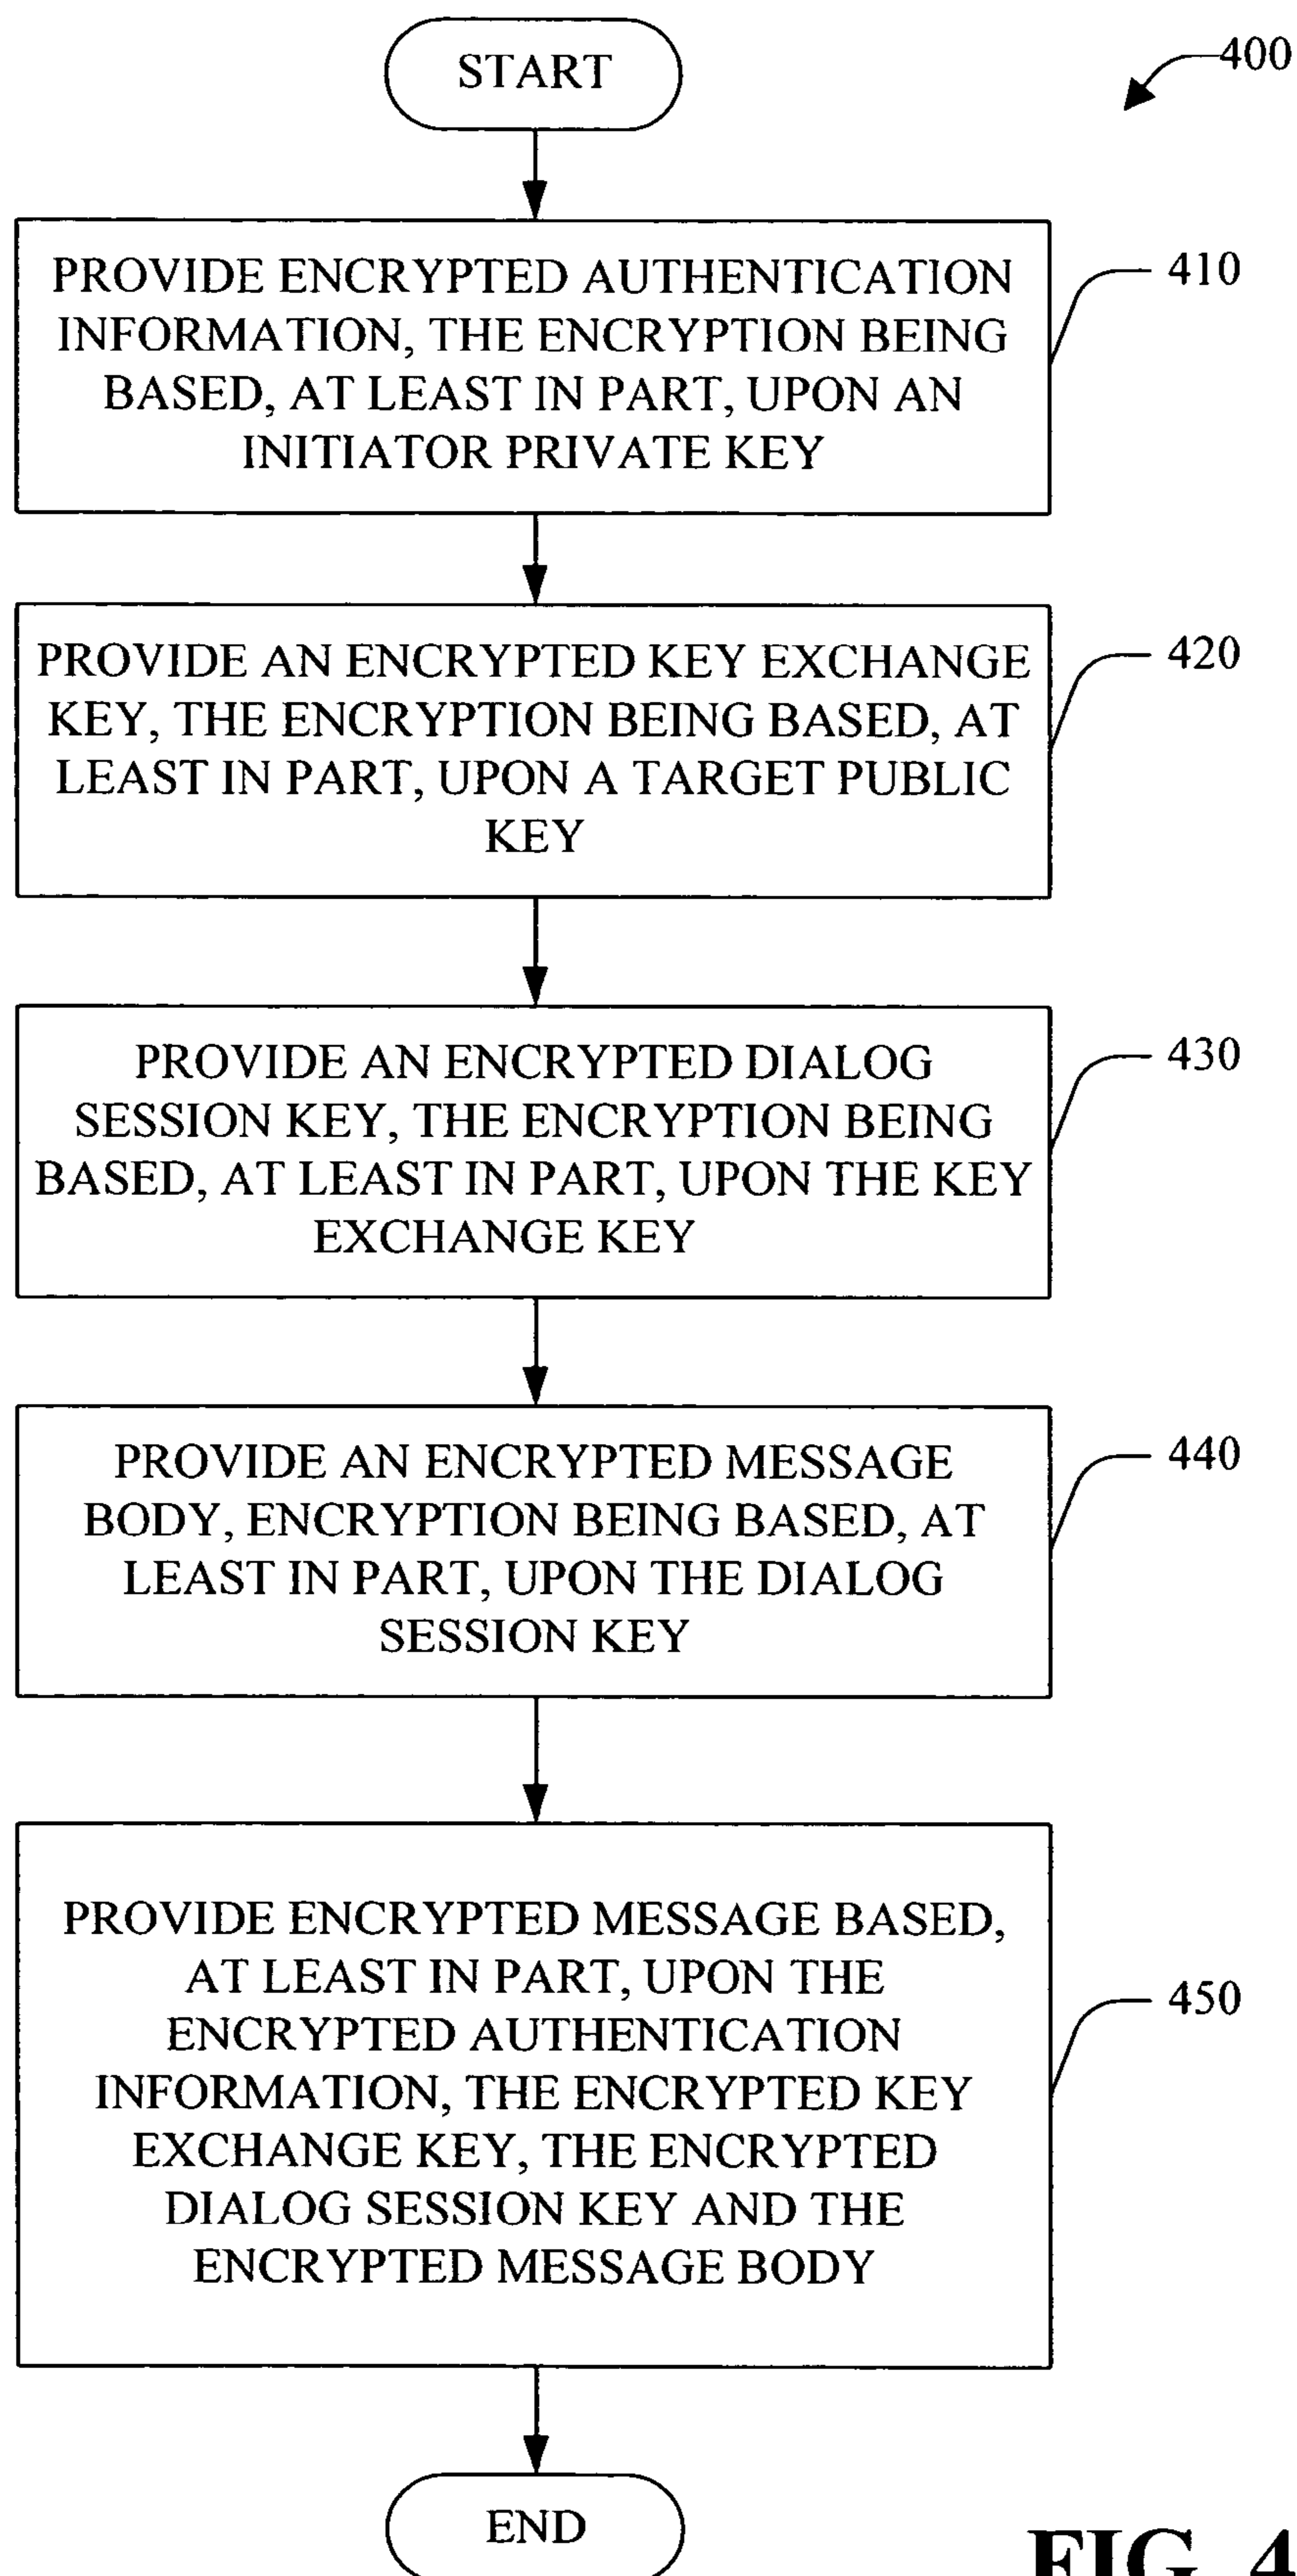 START
400
PROVIDE ENCRYPTED AUTHENTICATION
INFORMATION, THE ENCRYPTION BEING
BASED, AT LEAST IN PART, UPON AN
INITIATOR PRIVATE KEY
410
PROVIDE AN ENCRYPTED KEY EXCHANGE
KEY, THE ENCRYPTION BEING BASED, AT
LEAST IN PART, UPON A TARGET PUBLIC
KEY
420
PROVIDE AN ENCRYPTED DIALOG
SESSION KEY, THE ENCRYPTION BEING
BASED, AT LEAST IN PART, UPON THE KEY
EXCHANGE KEY
430
PROVIDE AN ENCRYPTED MESSAGE
BODY, ENCRYPTION BEING BASED, AT
LEAST IN PART, UPON THE DIALOG
SESSION KEY
440
PROVIDE ENCRYPTED MESSAGE BASED,
AT LEAST IN PART, UPON THE
ENCRYPTED AUTHENTICATION
INFORMATION, THE ENCRYPTED KEY
EXCHANGE KEY, THE ENCRYPTED
DIALOG SESSION KEY AND THE
ENCRYPTED MESSAGE BODY
450
END
FIG. 4